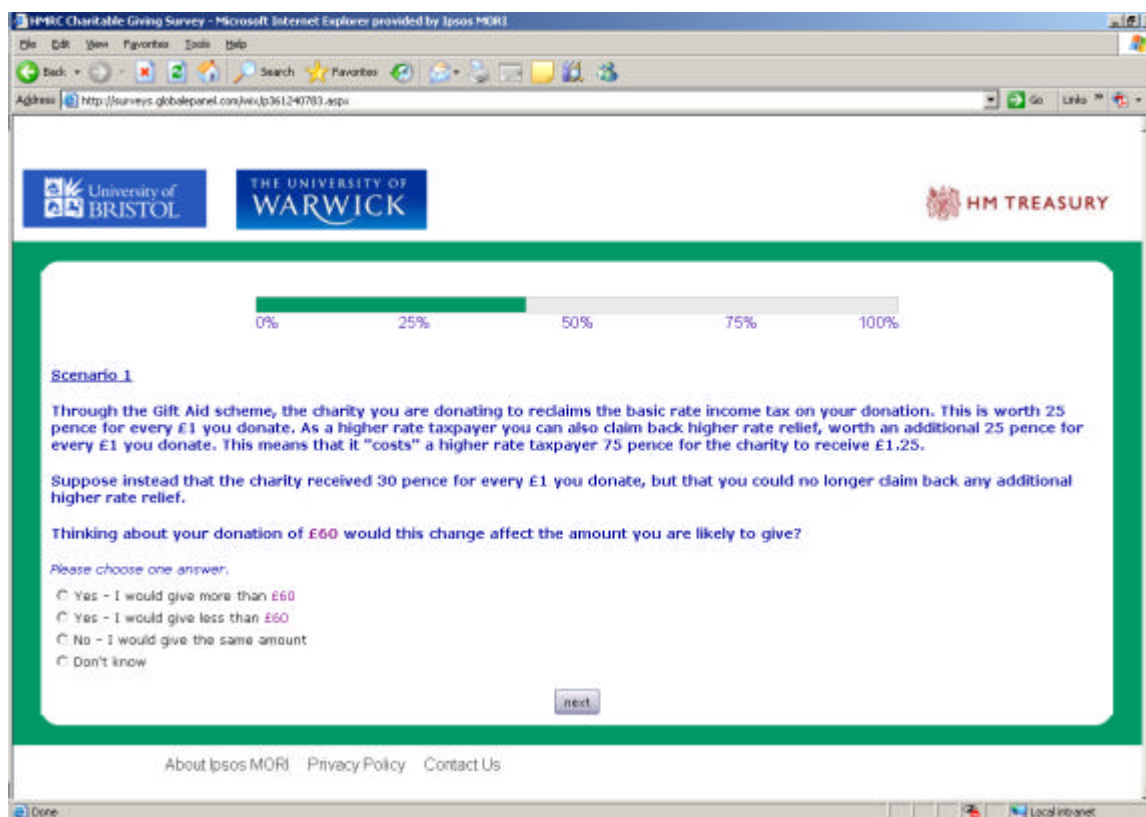 HMRC Charitable Giving Survey - Microsoft Internet Explorer provided by Ipsos MORI
File Edit View Favorites Tools Help
Back Search Favorites
Address http://surveys.globalepanel.com/wix/p361240783.aspx Go Links »
University of
BRISTOL
THE UNIVERSITY OF
WARWICK
HM TREASURY
0% 25% 50% 75% 100%
Scenario 1
Through the Gift Aid scheme, the charity you are donating to reclaims the basic rate income tax on your donation. This is worth 25
pence for every £1 you donate. As a higher rate taxpayer you can also claim back higher rate relief, worth an additional 25 pence for
every £1 you donate. This means that it "costs" a higher rate taxpayer 75 pence for the charity to receive £1.25.
Suppose instead that the charity received 30 pence for every £1 you donate, but that you could no longer claim back any additional
higher rate relief.
Thinking about your donation of £60 would this change affect the amount you are likely to give?
Please choose one answer.
Yes - I would give more than £60
Yes - I would give less than £60
No - I would give the same amount
Don't know
next
About Ipsos MORI Privacy Policy Contact Us
Done Local intranet